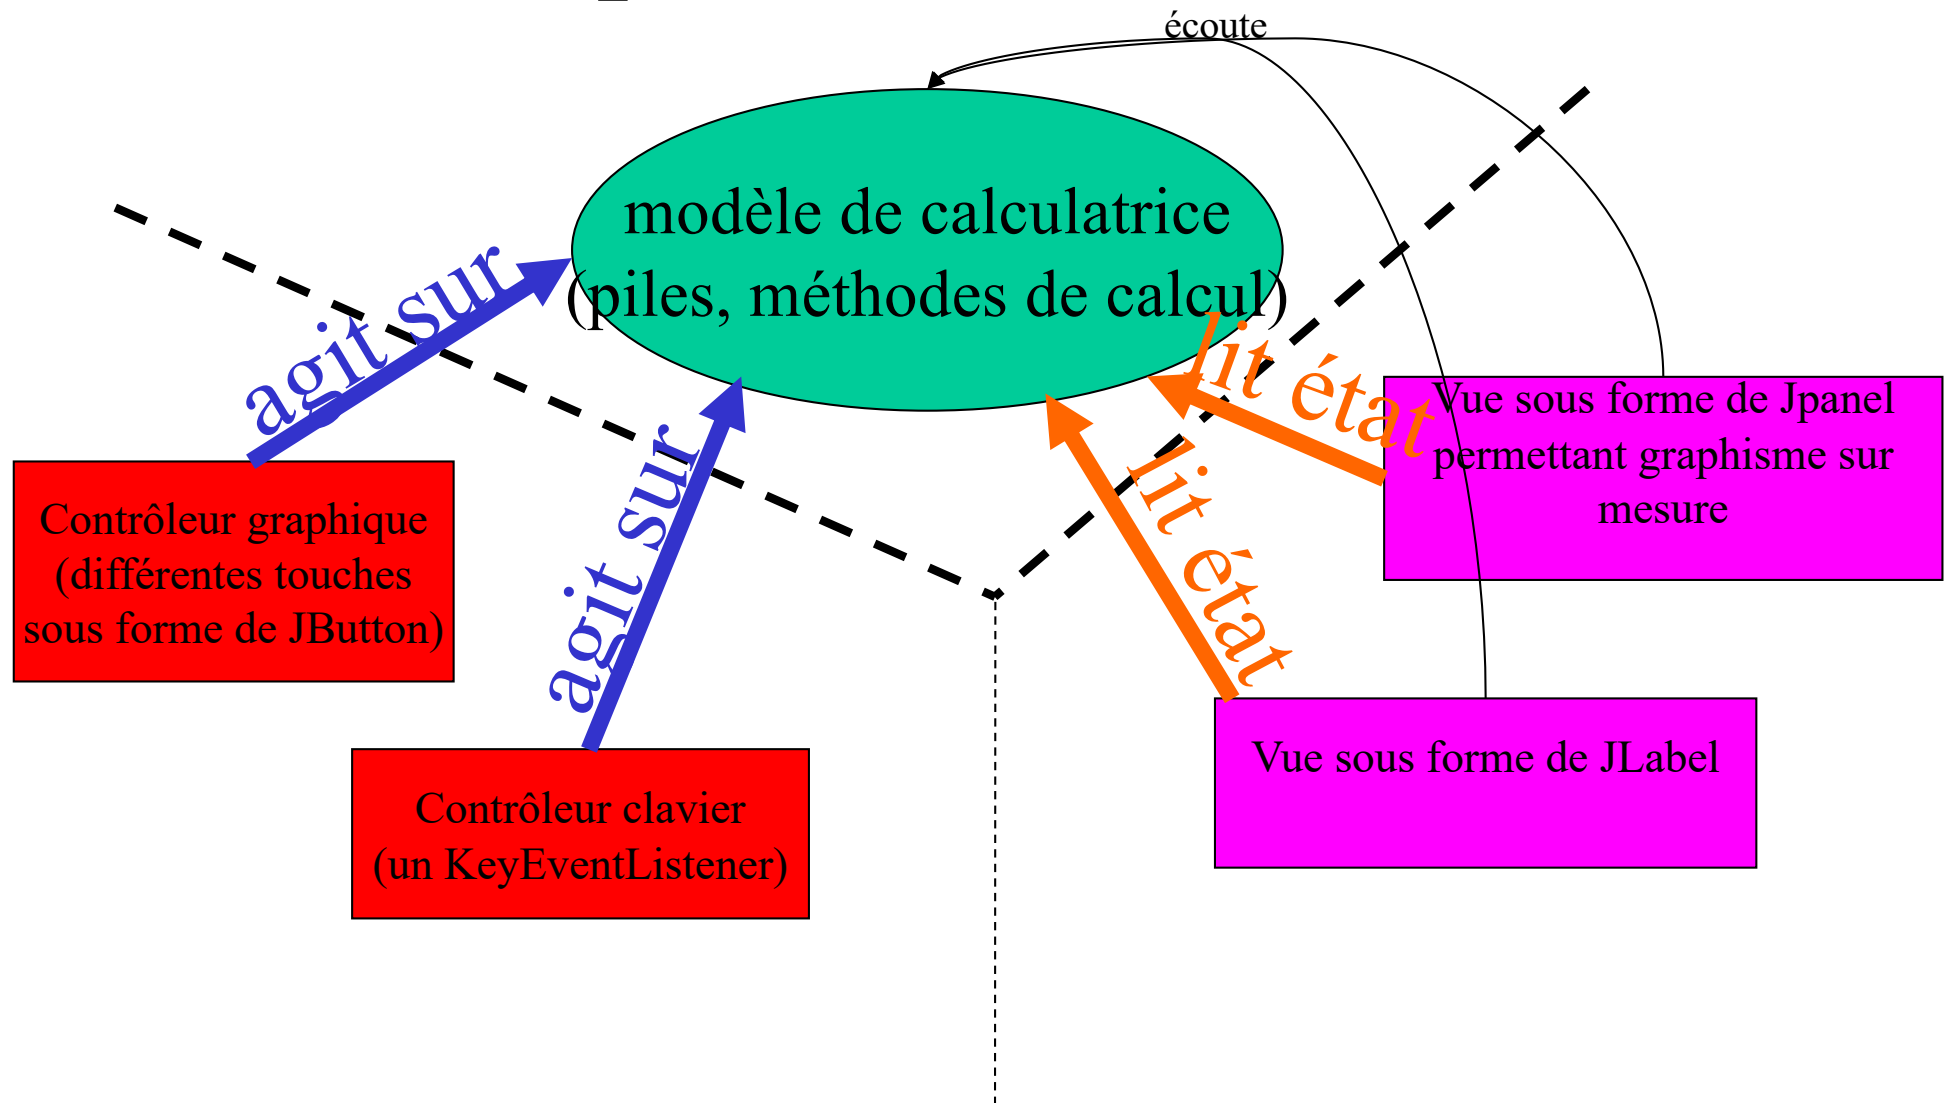 écoute
modèle de calculatrice
(piles, méthodes de calcul)
agit sur
lit état
Vue sous forme de Jpanel
permettant graphisme sur
mesure
agit sur
lit état
Contrôleur graphique
(différentes touches
sous forme de JButton)
Vue sous forme de JLabel
Contrôleur clavier
(un KeyEventListener)